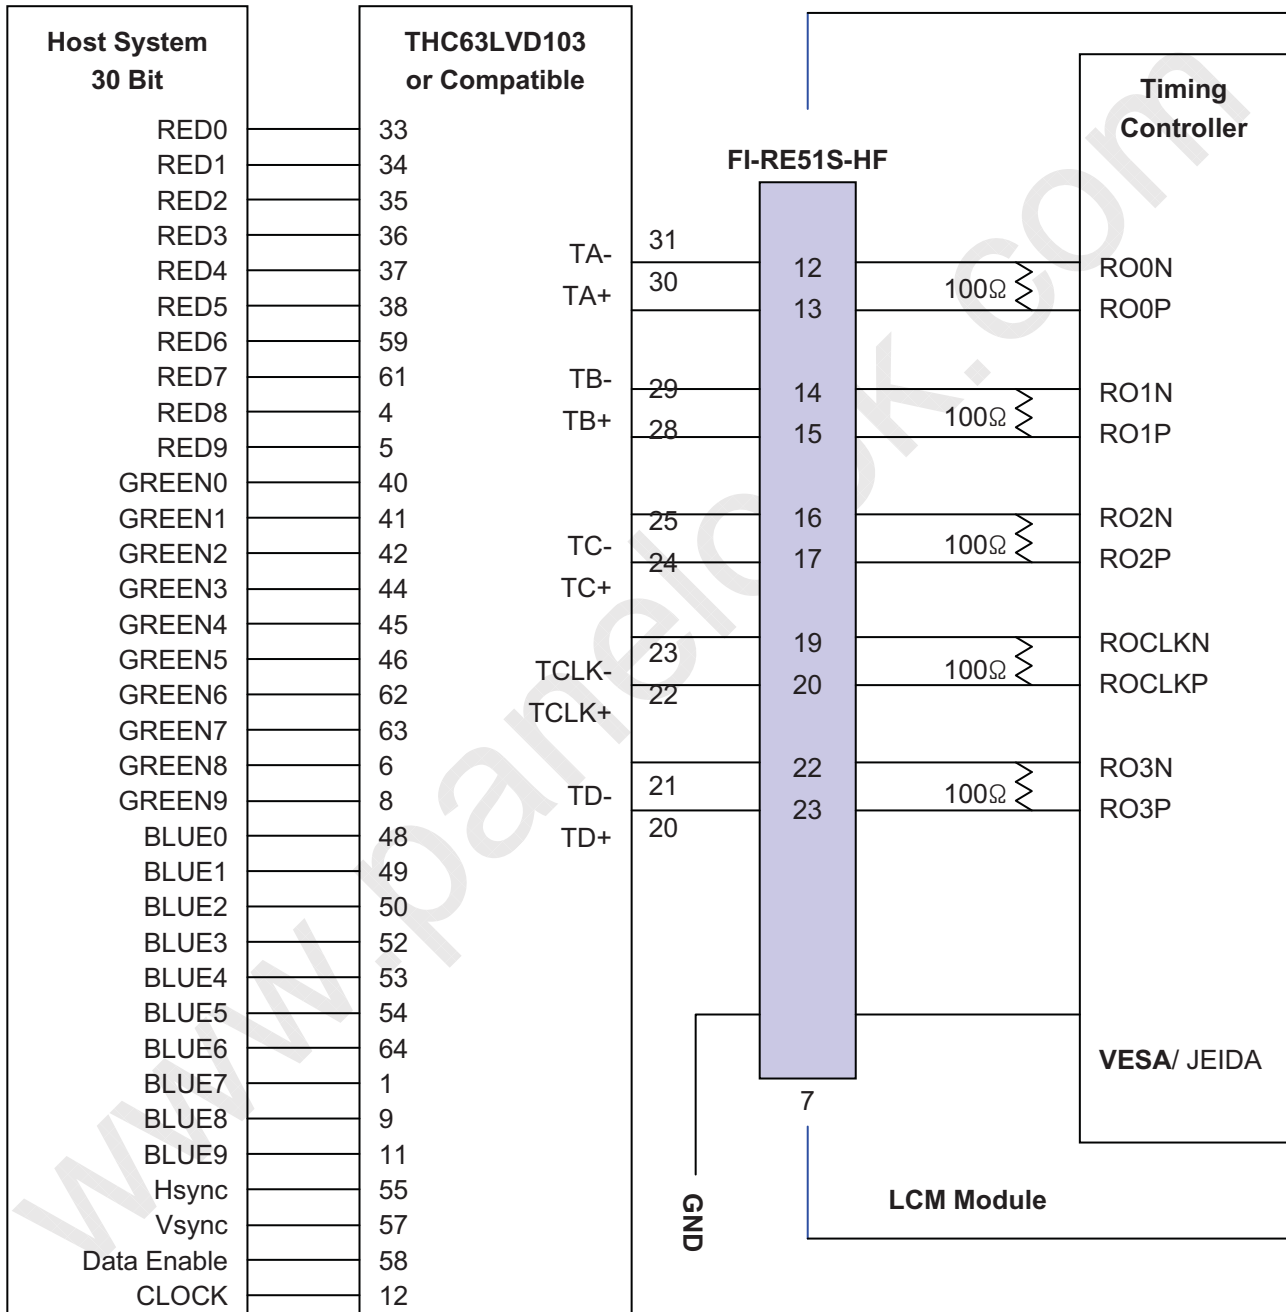 Host System
30 Bit
RED0
RED1
RED2
RED3
RED4
RED5
RED6
RED7
RED8
RED9
GREEN0
GREEN1
GREEN2
GREEN3
GREEN4
GREEN5
GREEN6
GREEN7
GREEN8
GREEN9
BLUE0
BLUE1
BLUE2
BLUE3
BLUE4
BLUE5
BLUE6
BLUE7
BLUE8
BLUE9
Hsync
Vsync
Data Enable
CLOCK
THC63LVD103
or Compatible
33
34
35
36
37
38
59
61
4
5
40
41
42
44
45
46
62
63
6
8
48
49
50
52
53
54
64
1
9
11
55
57
58
12
TA-
TA+
TB-
TB+
TC-
TC+
TCLK-
TCLK+
TD-
TD+
31
30
29
28
25
24
23
22
21
20
FI-RE51S-HF
12
13
14
15
16
17
19
20
22
23
7
100Ω
100Ω
100Ω
100Ω
100Ω
Timing
Controller
RO0N
RO0P
RO1N
RO1P
RO2N
RO2P
ROCLKN
ROCLKP
RO3N
RO3P
VESA/ JEIDA
GND
LCM Module
www.panelook.com